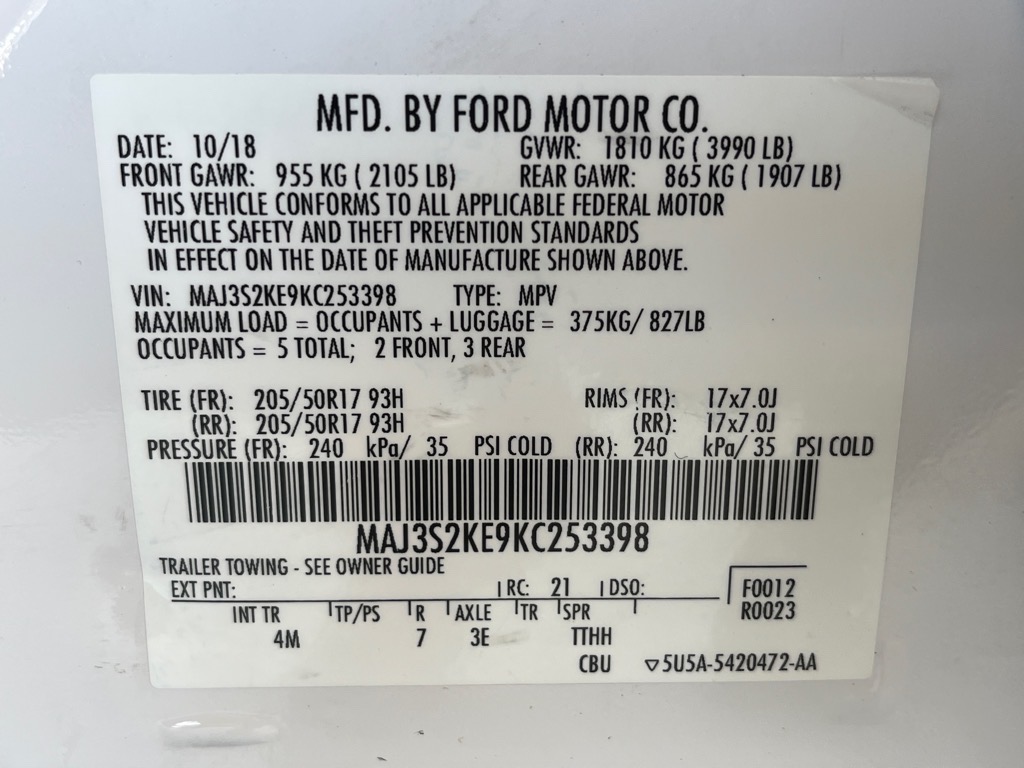 MFD. BY FORD MOTOR CO.
DATE: 10/18 GVWR: 1810 KG ( 3990 LB)
FRONT GAWR: 955 KG ( 2105 LB) REAR GAWR: 865 KG ( 1907 LB)
THIS VEHICLE CONFORMS TO ALL APPLICABLE FEDERAL MOTOR
VEHICLE SAFETY AND THEFT PREVENTION STANDARDS
IN EFFECT ON THE DATE OF MANUFACTURE SHOWN ABOVE.
VIN: MAJ3S2KE9KC253398 TYPE: MPV
MAXIMUM LOAD = OCCUPANTS + LUGGAGE = 375KG/ 827LB
OCCUPANTS = 5 TOTAL; 2 FRONT, 3 REAR
TIRE (FR): 205/50R17 93H RIMS (FR): 17x7.0J
(RR): 205/50R17 93H (RR): 17x7.0J
PRESSURE (FR): 240 kPa/ 35 PSI COLD (RR): 240 kPa/ 35 PSI COLD
MAJ3S2KE9KC253398
TRAILER TOWING - SEE OWNER GUIDE
EXT PNT: RC: 21 DSO: F0012
INT TR TP/PS R AXLE TR SPR R0023
4M 7 3E TTHH
CBU ▽5U5A-5420472-AA